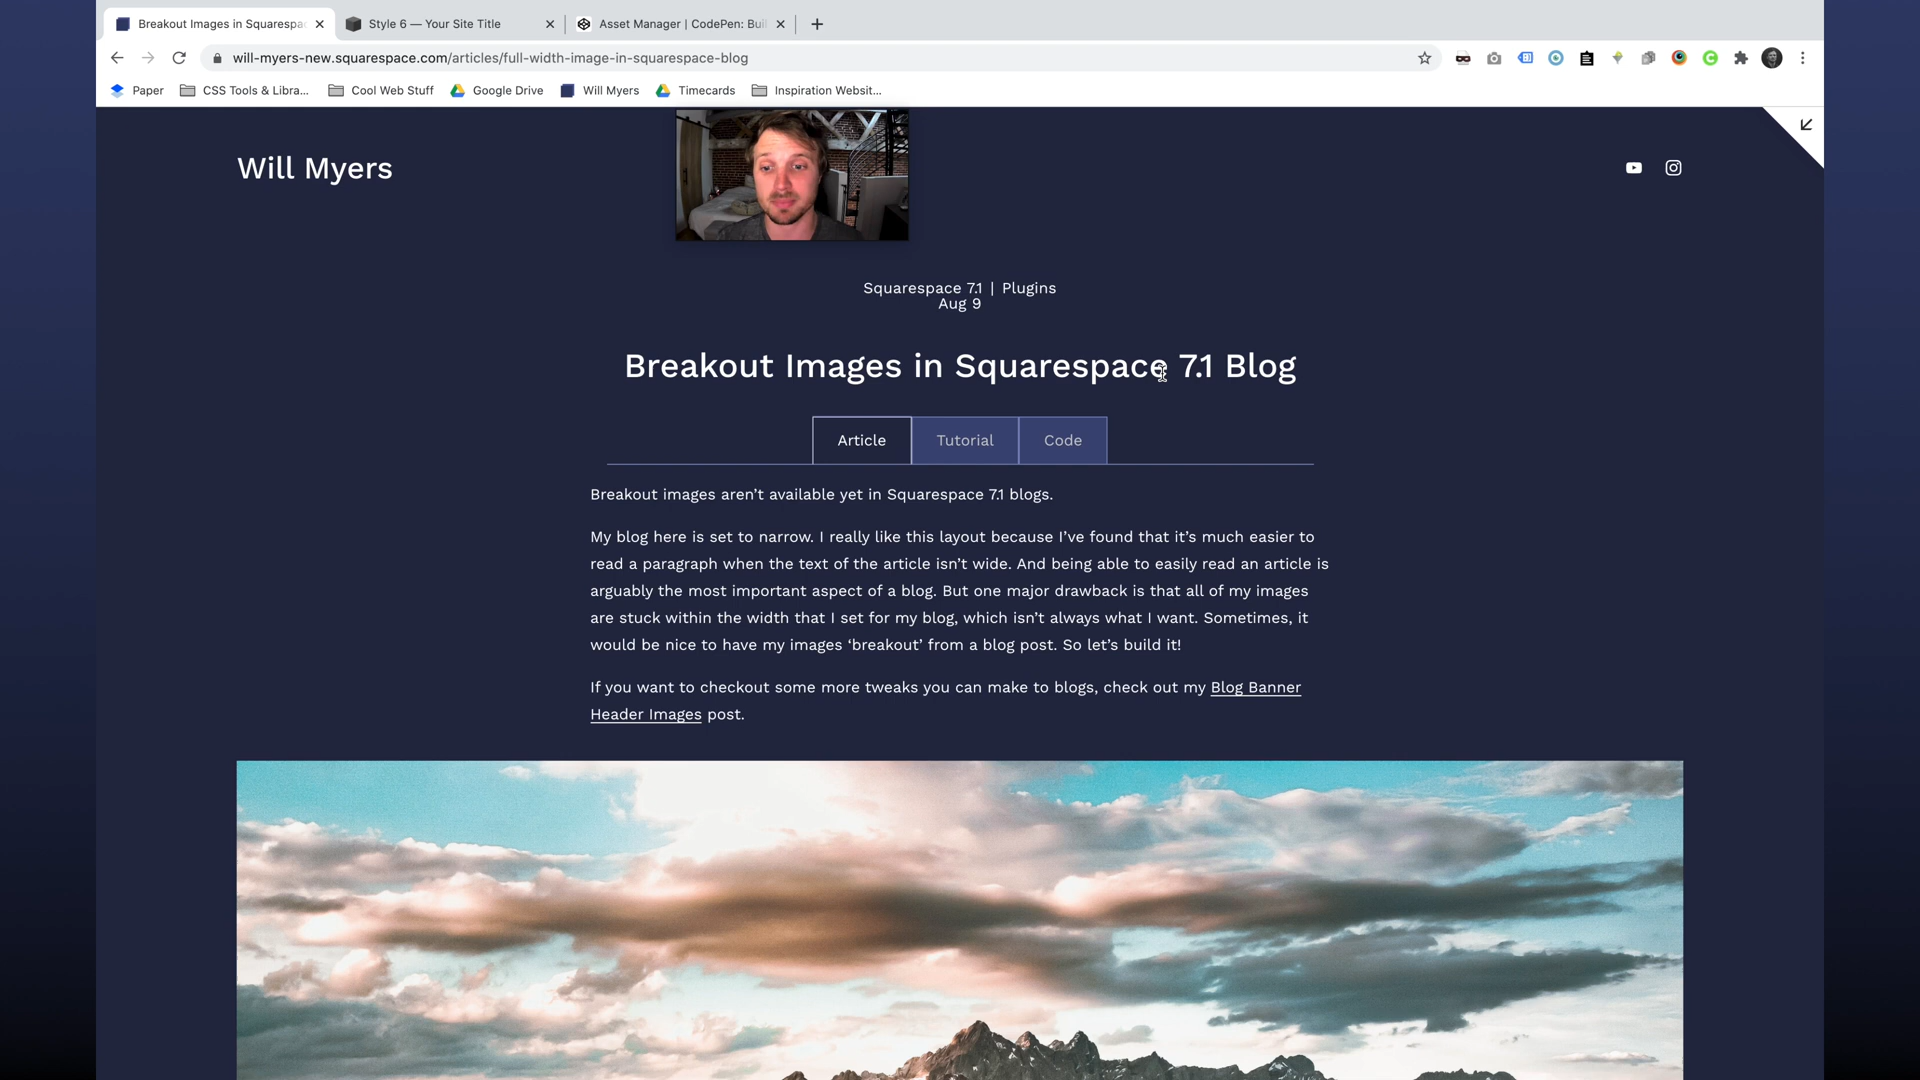 Breakout Images in Squarespa
Style 6 — Your Site Title
Asset Manager | CodePen: Bui
will-myers-new.squarespace.com/articles/full-width-image-in-squarespace-blog
Paper
CSS Tools & Libra...
Cool Web Stuff
Google Drive
Will Myers
Timecards
Inspiration Websit...
Will Myers
Squarespace 7.1 | Plugins
Aug 9
Breakout Images in Squarespace 7.1 Blog
Article
Tutorial
Code
Breakout images aren’t available yet in Squarespace 7.1 blogs.
My blog here is set to narrow. I really like this layout because I’ve found that it’s much easier to
read a paragraph when the text of the article isn’t wide. And being able to easily read an article is
arguably the most important aspect of a blog. But one major drawback is that all of my images
are stuck within the width that I set for my blog, which isn’t always what I want. Sometimes, it
would be nice to have my images ‘breakout’ from a blog post. So let’s build it!
If you want to checkout some more tweaks you can make to blogs, check out my Blog Banner
Header Images post.